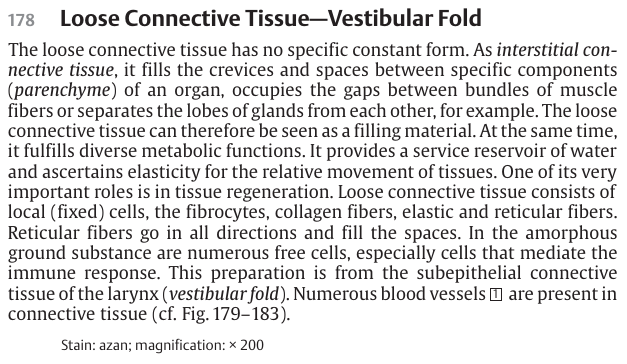 178 Loose Connective Tissue—Vestibular Fold
The loose connective tissue has no specific constant form. As interstitial con-
nective tissue, it fills the crevices and spaces between specific components
(parenchyme) of an organ, occupies the gaps between bundles of muscle
fibers or separates the lobes of glands from each other, for example. The loose
connective tissue can therefore be seen as a filling material. At the same time,
it fulfills diverse metabolic functions. It provides a service reservoir of water
and ascertains elasticity for the relative movement of tissues. One of its very
important roles is in tissue regeneration. Loose connective tissue consists of
local (fixed) cells, the fibrocytes, collagen fibers, elastic and reticular fibers.
Reticular fibers go in all directions and fill the spaces. In the amorphous
ground substance are numerous free cells, especially cells that mediate the
immune response. This preparation is from the subepithelial connective
tissue of the larynx (vestibular fold). Numerous blood vessels 1 are present in
connective tissue (cf. Fig. 179–183).
Stain: azan; magnification: × 200